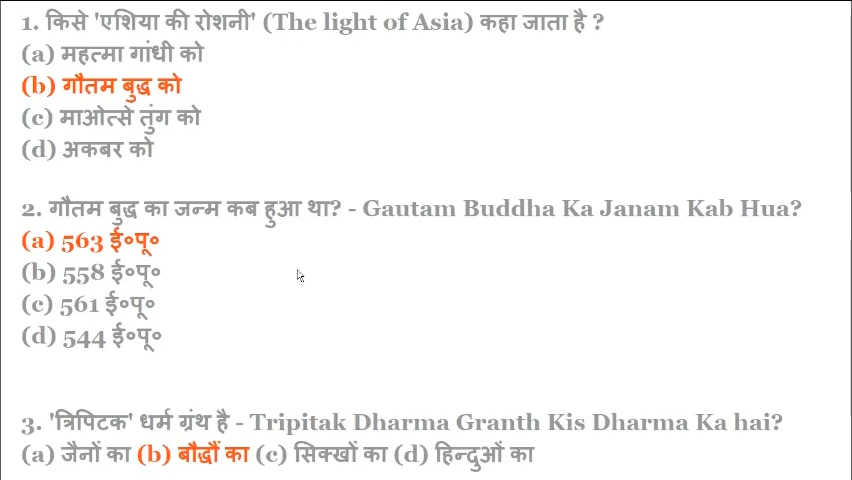 1. किसे 'एशिया की रोशनी' (The light of Asia) कहा जाता है ?
(a) महत्मा गांधी को
(b) गौतम बुद्ध को
(c) माओत्से तुंग को
(d) अकबर को
2. गौतम बुद्ध का जन्म कब हुआ था? - Gautam Buddha Ka Janam Kab Hua?
(a) 563 ई०पू०
(b) 558 ई०पू०
(c) 561 ई०पू०
(d) 544 ई०पू०
3. 'त्रिपिटक' धर्म ग्रंथ है - Tripitak Dharma Granth Kis Dharma Ka hai?
(a) जैनों का (b) बौद्धौं का (c) सिक्खों का (d) हिन्दुओं का